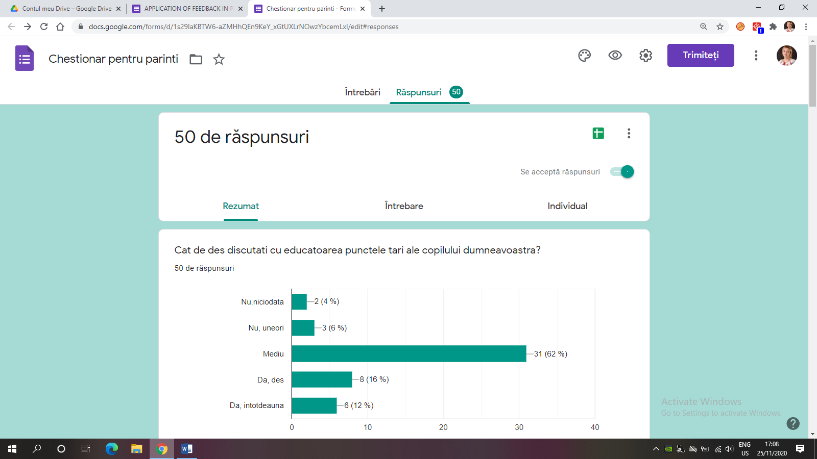 Contul meu Drive – Google Drive
APPLICATION OF FEEDBACK IN P
Chestionar pentru parinti - Form
docs.google.com/forms/d/1s29laKBTW6-aZMHhQEn9KeY_xGtUXLrNOwzYbcemLxI/edit#responses
Chestionar pentru parinti
Trimiteți
Întrebări
Răspunsuri 50
50 de răspunsuri
Se acceptă răspunsuri
Rezumat
Întrebare
Individual
Cat de des discutati cu educatoarea punctele tari ale copilului dumneavoastra?
50 de răspunsuri
Nu,niciodata
2 (4 %)
Nu, uneori
3 (6 %)
Mediu
31 (62 %)
Da, des
8 (16 %)
Da, intotdeauna
6 (12 %)
0 10 20 30 40
Activate Windows
Go to Settings to activate Windows.
ENG
US
17:08
25/11/2020